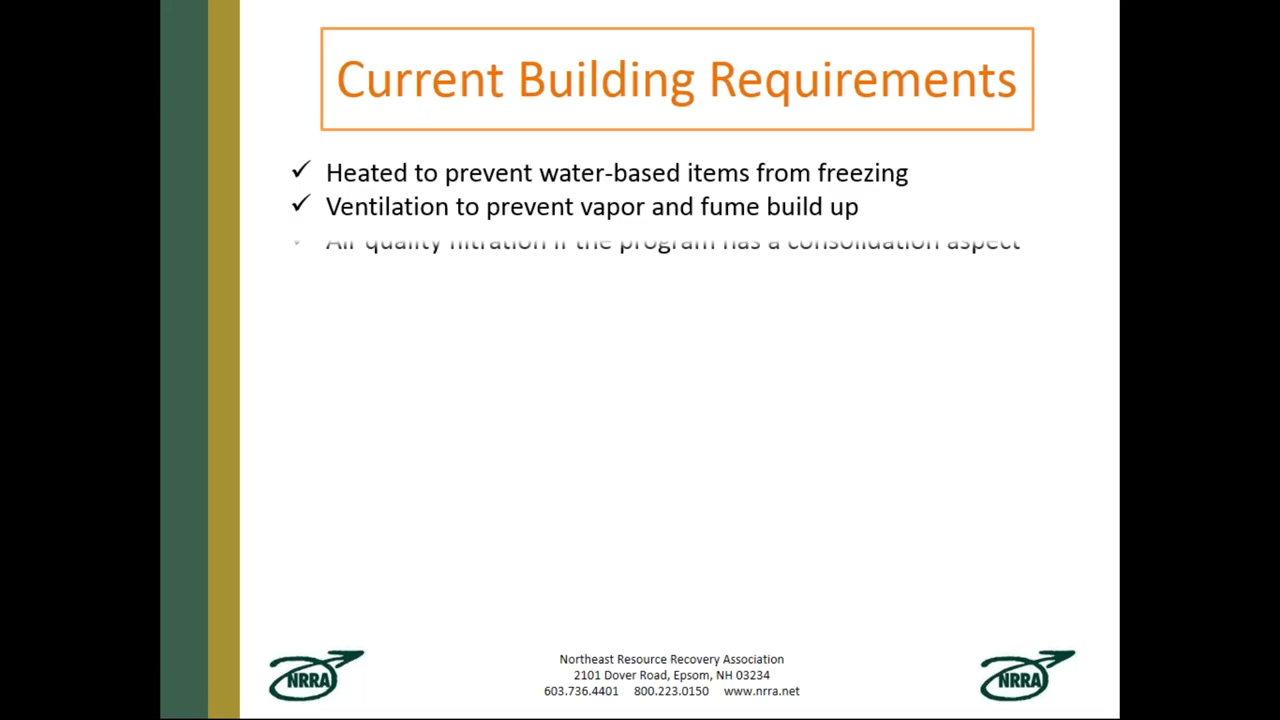 Current Building Requirements
✓ Heated to prevent water-based items from freezing
✓ Ventilation to prevent vapor and fume build up
Air quality filtration if the program has a consolidation aspect
NRRA
Northeast Resource Recovery Association
2101 Dover Road, Epsom, NH 03234
603.736.4401 800.223.0150 www.nrra.net
NRRA